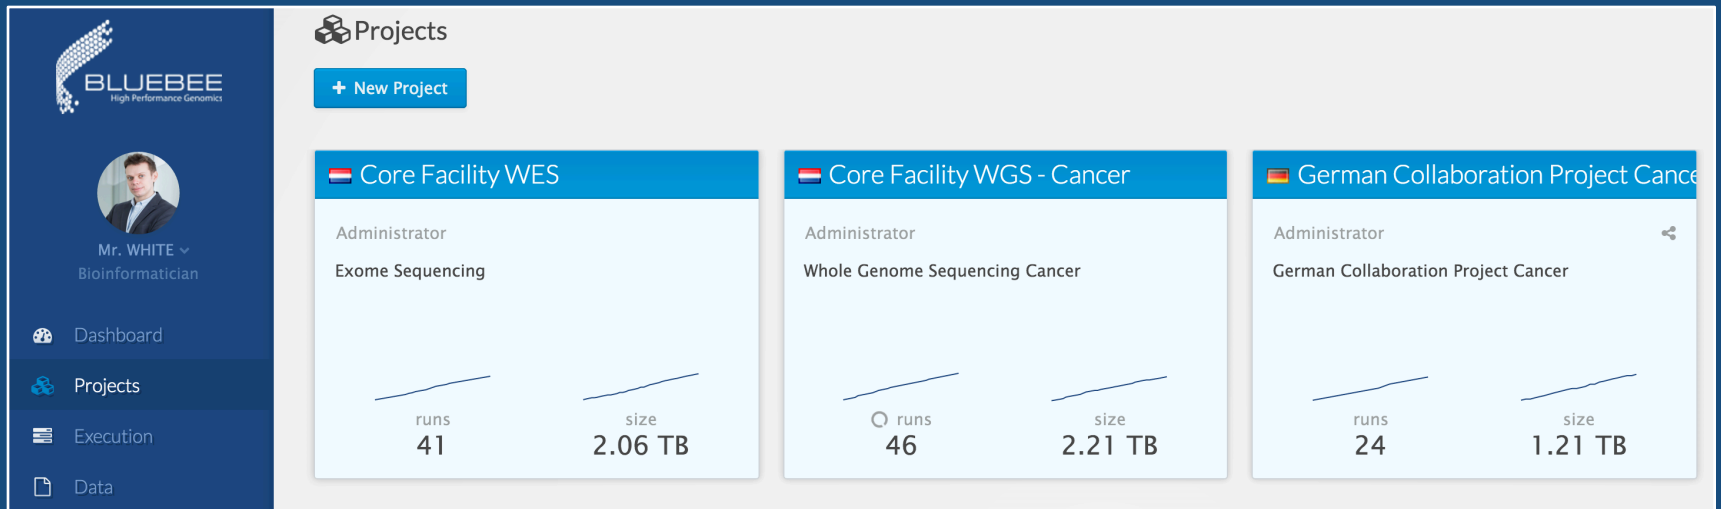 BLUEBEE
High Performance Genomics
Mr. WHITE
Bioinformatician
Dashboard
Projects
Execution
Data
Projects
+ New Project
Core Facility WES
Administrator
Exome Sequencing
runs
41
size
2.06 TB
Core Facility WGS - Cancer
Administrator
Whole Genome Sequencing Cancer
runs
46
size
2.21 TB
German Collaboration Project Cance
Administrator
German Collaboration Project Cancer
runs
24
size
1.21 TB